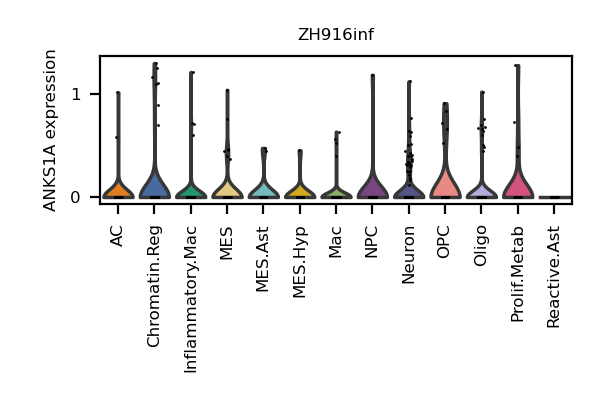 ZH916inf
ANKS1A expression
1
0
AC
Chromatin.Reg
Inflammatory.Mac
MES
MES.Ast
MES.Hyp
Mac
NPC
Neuron
OPC
Oligo
Prolif.Metab
Reactive.Ast